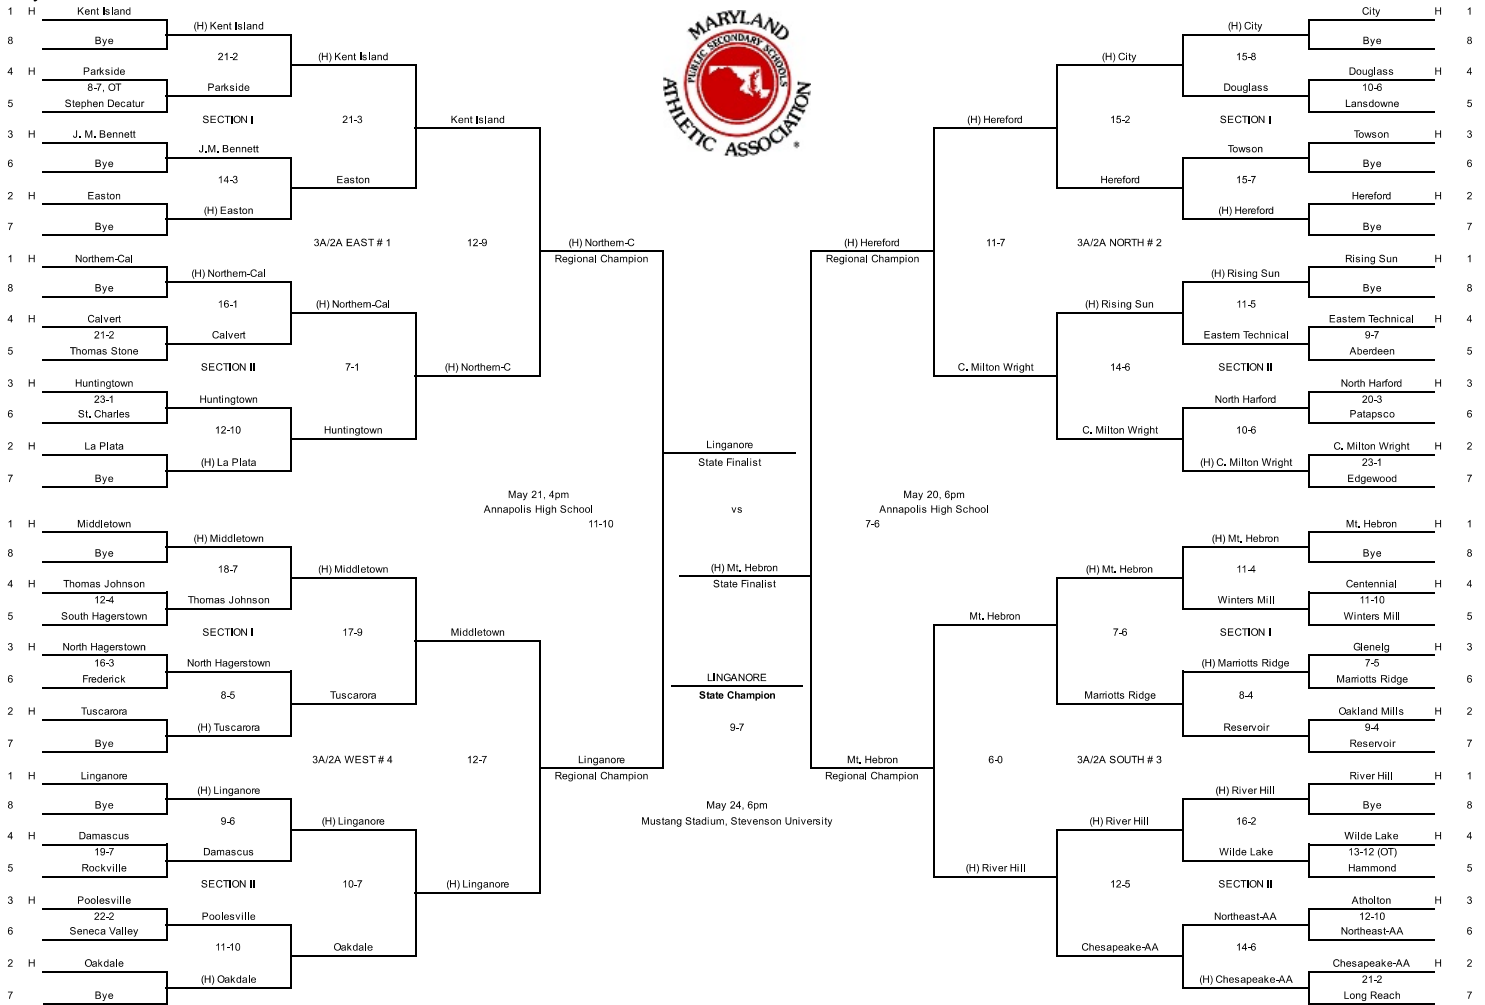 1 H Kent Island
8 Bye
(H) Kent Island
21-2
4 H Parkside
8-7, OT
5 Stephen Decatur
Parkside
(H) Kent Island
SECTION I
21-3
3 H J. M. Bennett
6 Bye
J.M. Bennett
14-3
2 H Easton
7 Bye
(H) Easton
Easton
Kent Island
3A/2A EAST # 1
12-9
1 H Northern-Cal
8 Bye
(H) Northern-Cal
16-1
4 H Calvert
21-2
5 Thomas Stone
Calvert
(H) Northern-Cal
SECTION II
7-1
3 H Huntingtown
23-1
6 St. Charles
Huntingtown
12-10
2 H La Plata
7 Bye
(H) La Plata
Huntingtown
(H) Northern-C
(H) Northern-C
Regional Champion
1 H Middletown
8 Bye
(H) Middletown
18-7
4 H Thomas Johnson
12-4
5 South Hagerstown
Thomas Johnson
(H) Middletown
SECTION I
17-9
3 H North Hagerstown
16-3
6 Frederick
North Hagerstown
8-5
2 H Tuscarora
7 Bye
(H) Tuscarora
Tuscarora
Middletown
3A/2A WEST # 4
12-7
1 H Linganore
8 Bye
(H) Linganore
9-6
4 H Damascus
19-7
5 Rockville
Damascus
(H) Linganore
SECTION II
10-7
3 H Poolesville
22-2
6 Seneca Valley
Poolesville
11-10
2 H Oakdale
7 Bye
(H) Oakdale
Oakdale
(H) Linganore
Linganore
Regional Champion
May 21, 4pm
Annapolis High School
11-10
MARYLAND
PUBLIC SECONDARY SCHOOLS
ATHLETIC ASSOCIATION
®
Linganore
State Finalist
vs
(H) Mt. Hebron
State Finalist
LINGANORE
State Champion
9-7
May 24, 6pm
Mustang Stadium, Stevenson University
May 20, 6pm
Annapolis High School
7-6
City H 1
Bye 8
(H) City
15-8
Douglass H 4
10-6
Lansdowne 5
Douglass
(H) City
SECTION I
15-2
Towson H 3
Bye 6
Towson
15-7
Hereford H 2
Bye 7
(H) Hereford
Hereford
(H) Hereford
3A/2A NORTH # 2
11-7
(H) Hereford
Regional Champion
Rising Sun H 1
Bye 8
(H) Rising Sun
11-5
Eastern Technical H 4
9-7
Aberdeen 5
Eastern Technical
(H) Rising Sun
SECTION II
14-6
North Harford H 3
20-3
Patapsco 6
North Harford
10-6
C. Milton Wright H 2
23-1
Edgewood 7
(H) C. Milton Wright
C. Milton Wright
C. Milton Wright
Mt. Hebron H 1
Bye 8
(H) Mt. Hebron
11-4
Centennial H 4
11-10
Winters Mill 5
Winters Mill
(H) Mt. Hebron
SECTION I
7-6
Glenelg H 3
7-5
Marriotts Ridge 6
(H) Marriotts Ridge
8-4
Oakland Mills H 2
9-4
Reservoir 7
Reservoir
Marriotts Ridge
Mt. Hebron
3A/2A SOUTH # 3
6-0
Mt. Hebron
Regional Champion
River Hill H 1
Bye 8
(H) River Hill
16-2
Wilde Lake H 4
13-12 (OT)
Hammond 5
Wilde Lake
(H) River Hill
SECTION II
12-5
Atholton H 3
12-10
Northeast-AA 6
Northeast-AA
14-6
Chesapeake-AA H 2
21-2
Long Reach 7
(H) Chesapeake-AA
Chesapeake-AA
(H) River Hill